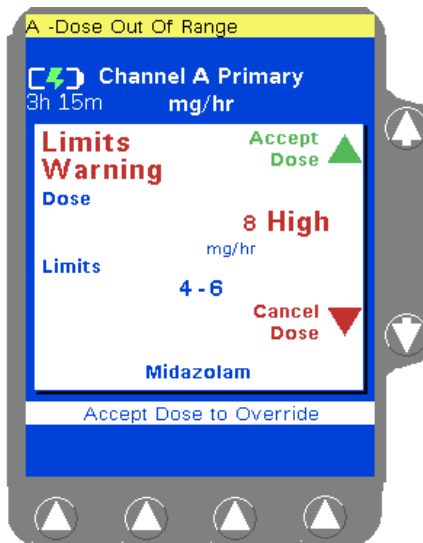 A -Dose Out Of Range
Channel A Primary
3h 15m mg/hr
Limits
Warning
Accept
Dose
Dose
8 High
mg/hr
Limits
4 - 6
Cancel
Dose
Midazolam
Accept Dose to Override